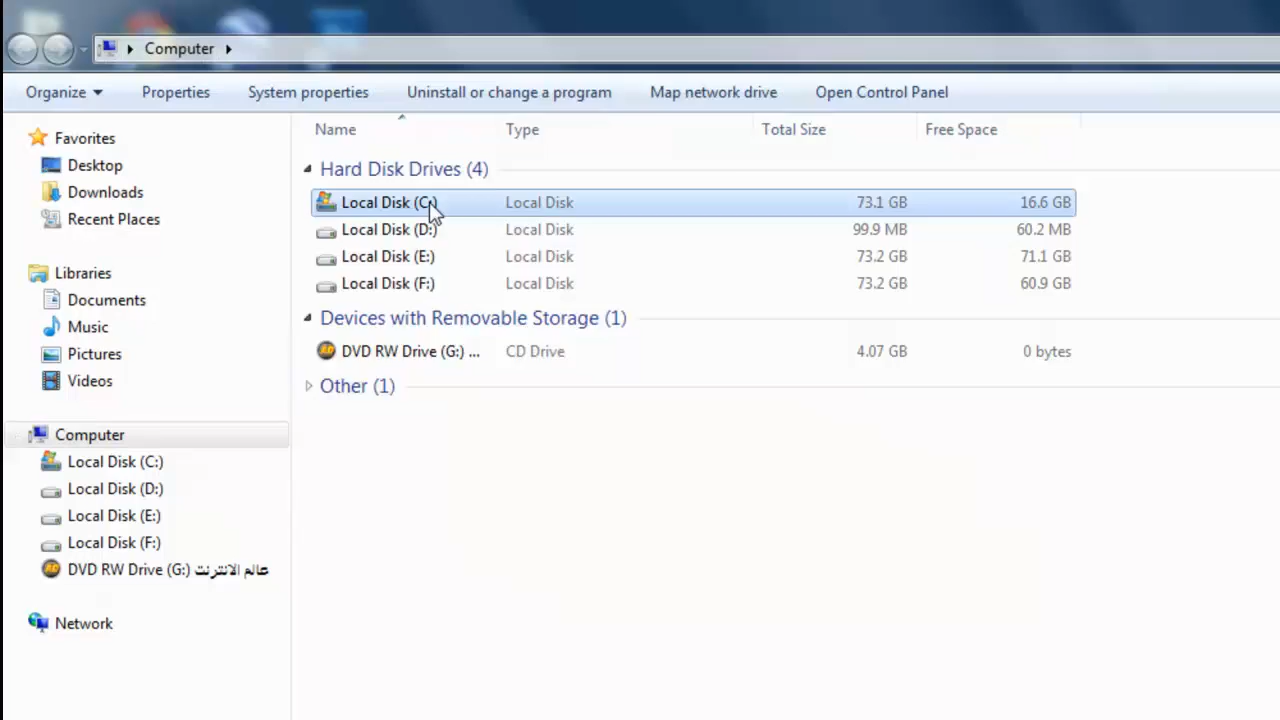 Computer
Organize Properties System properties Uninstall or change a program Map network drive Open Control Panel
Favorites
Desktop
Downloads
Recent Places
Libraries
Documents
Music
Pictures
Videos
Computer
Local Disk (C:)
Local Disk (D:)
Local Disk (E:)
Local Disk (F:)
DVD RW Drive (G:) عالم الانترنت
Network
Name Type Total Size Free Space
Hard Disk Drives (4)
Local Disk (C:) Local Disk 73.1 GB 16.6 GB
Local Disk (D:) Local Disk 99.9 MB 60.2 MB
Local Disk (E:) Local Disk 73.2 GB 71.1 GB
Local Disk (F:) Local Disk 73.2 GB 60.9 GB
Devices with Removable Storage (1)
DVD RW Drive (G:) ... CD Drive 4.07 GB 0 bytes
Other (1)